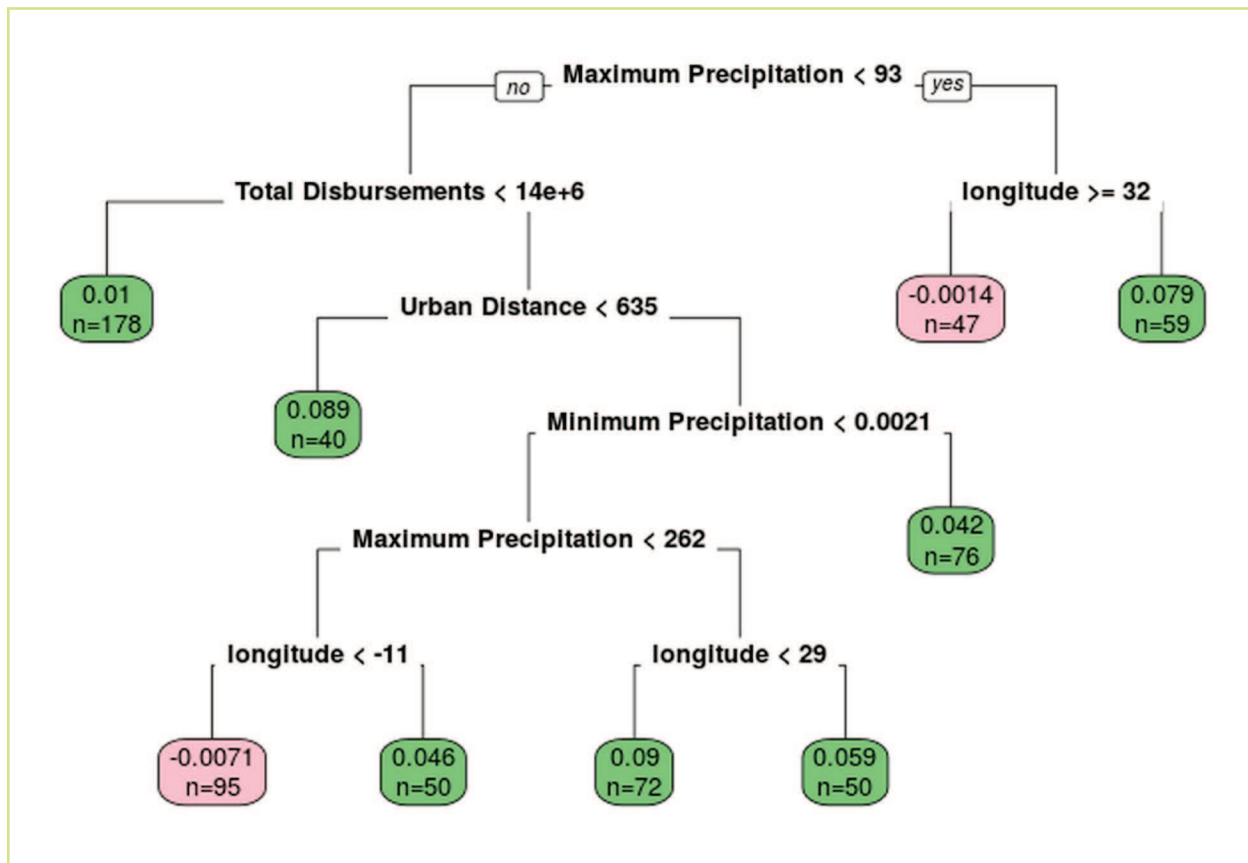 Maximum Precipitation < 93
no
yes
Total Disbursements < 14e+6
longitude >= 32
0.01
n=178
Urban Distance < 635
-0.0014
n=47
0.079
n=59
0.089
n=40
Minimum Precipitation < 0.0021
0.042
n=76
Maximum Precipitation < 262
longitude < -11
longitude < 29
-0.0071
n=95
0.046
n=50
0.09
n=72
0.059
n=50